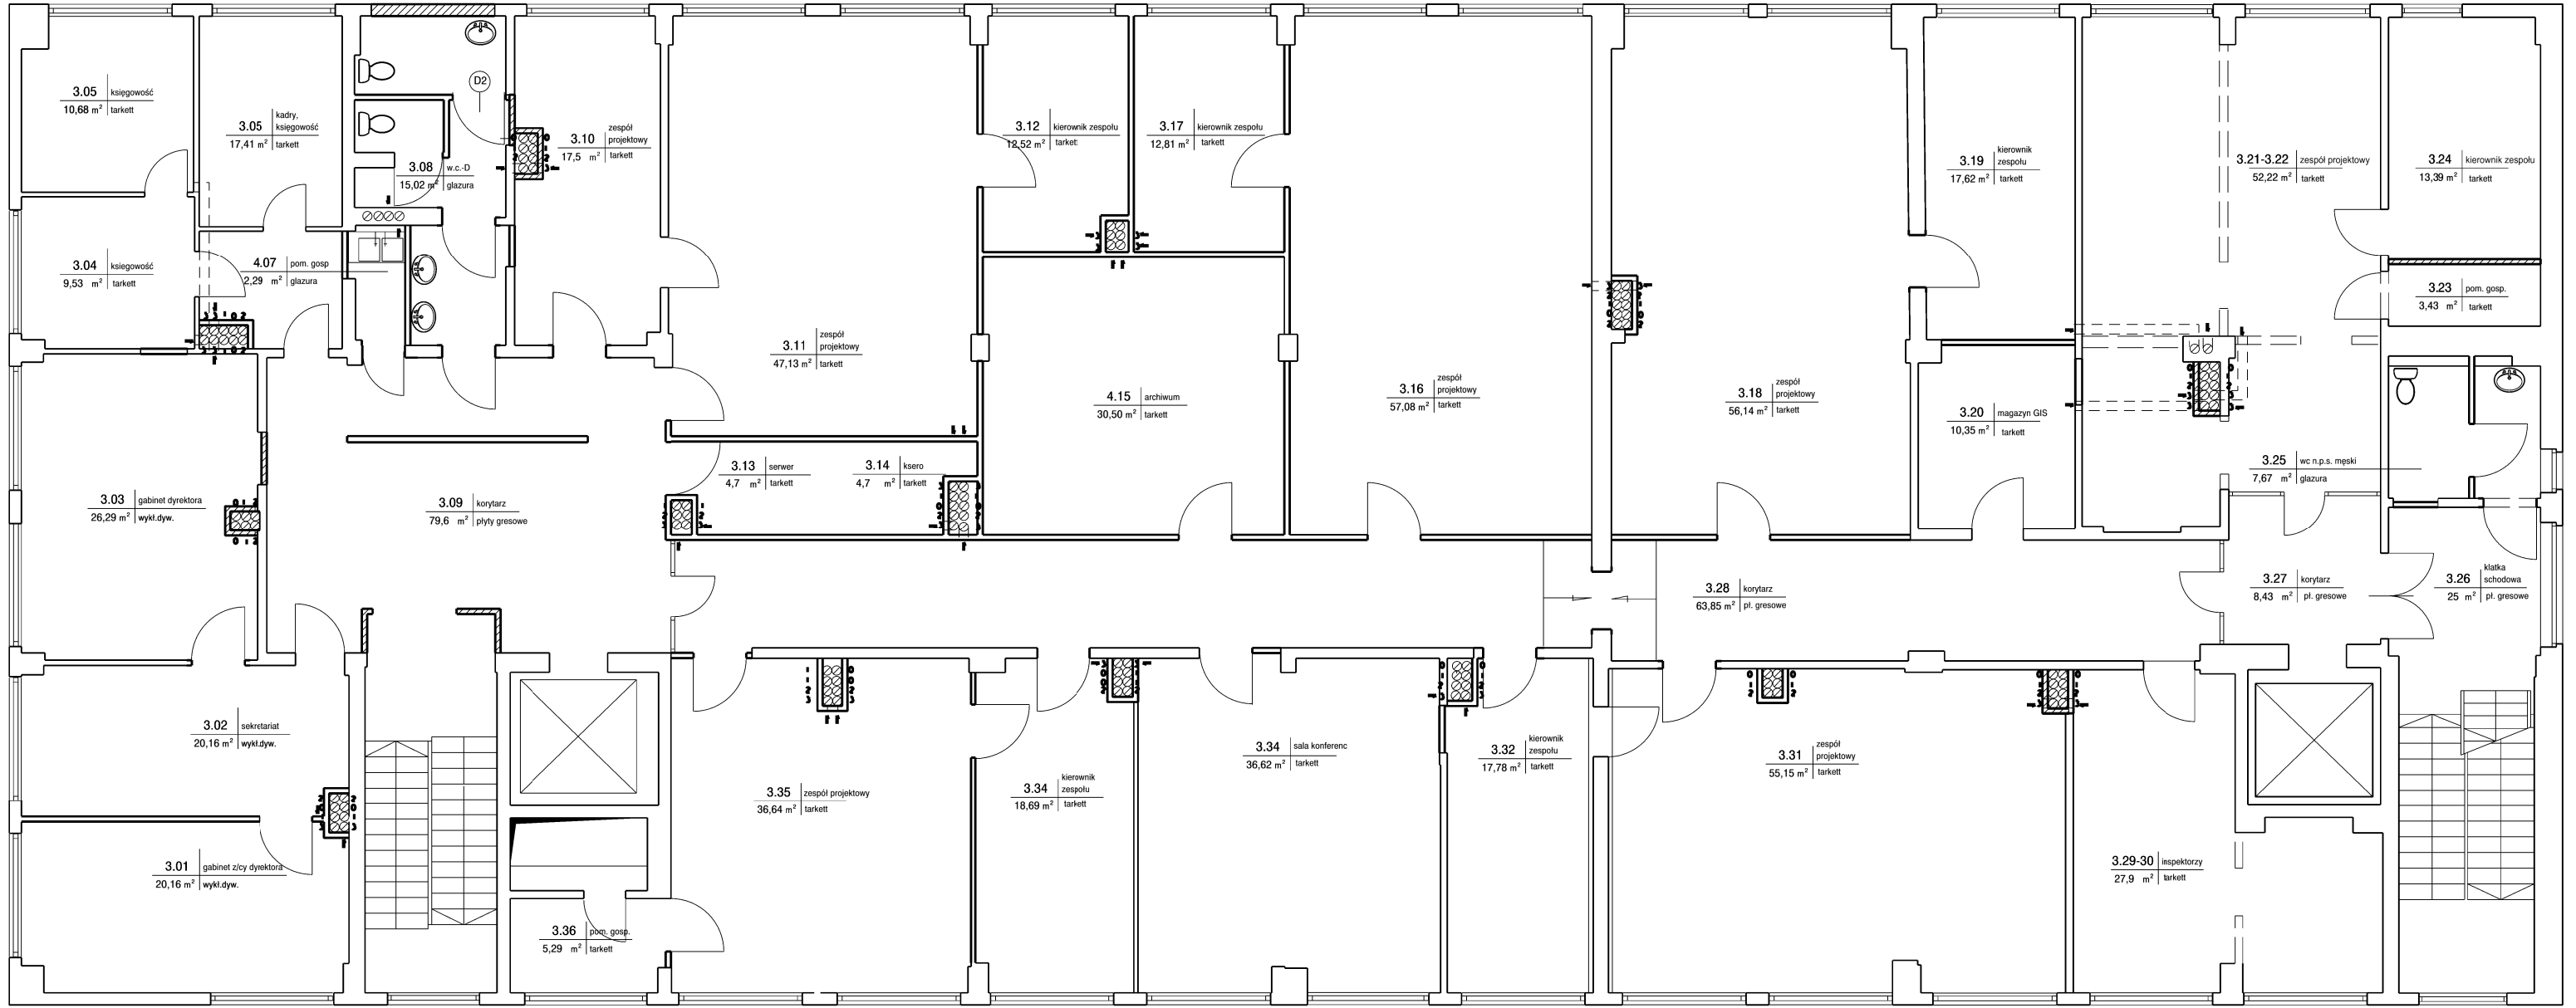 3.05 księgowość
10,68 m² tarkett
3.05 kadry, księgowość
17,41 m² tarkett
D2
3.08 w.c.-D
15,02 m² glazura
3.10 zespół projektowy
17,5 m² tarkett
3.12 kierownik zespołu
12,52 m² tarket
3.17 kierownik zespołu
12,81 m² tarkett
3.19 kierownik zespołu
17,62 m² tarkett
3.21-3.22 zespół projektowy
52,22 m² tarkett
3.24 kierownik zespołu
13,39 m² tarkett
3.04 księgowość
9,53 m² tarkett
4.07 pom. gosp
2,29 m² glazura
3.23 pom. gosp.
3,43 m² tarkett
3.11 zespół projektowy
47,13 m² tarkett
4.15 archiwum
30,50 m² tarkett
3.16 zespół projektowy
57,08 m² tarkett
3.18 zespół projektowy
56,14 m² tarkett
3.20 magazyn GIS
10,35 m² tarkett
3.25 wc n.p.s. męski
7,67 m² glazura
3.03 gabinet dyrektora
26,29 m² wykł.dyw.
3.09 korytarz
79,6 m² płyty gresowe
3.13 serwer
4,7 m² tarkett
3.14 ksero
4,7 m² tarkett
3.28 korytarz
63,85 m² pł. gresowe
3.27 korytarz
8,43 m² pł. gresowe
3.26 klatka schodowa
25 m² pł. gresowe
3.02 sekretariat
20,16 m² wykł.dyw.
3.35 zespół projektowy
36,64 m² tarkett
3.34 kierownik zespołu
18,69 m² tarkett
3.34 sala konferenc
36,62 m² tarkett
3.32 kierownik zespołu
17,78 m² tarkett
3.31 zespół projektowy
55,15 m² tarkett
3.01 gabinet z/cy dyrektora
20,16 m² wykł.dyw.
3.29-30 inspektorzy
27,9 m² tarkett
3.36 pom. gosp.
5,29 m² tarkett